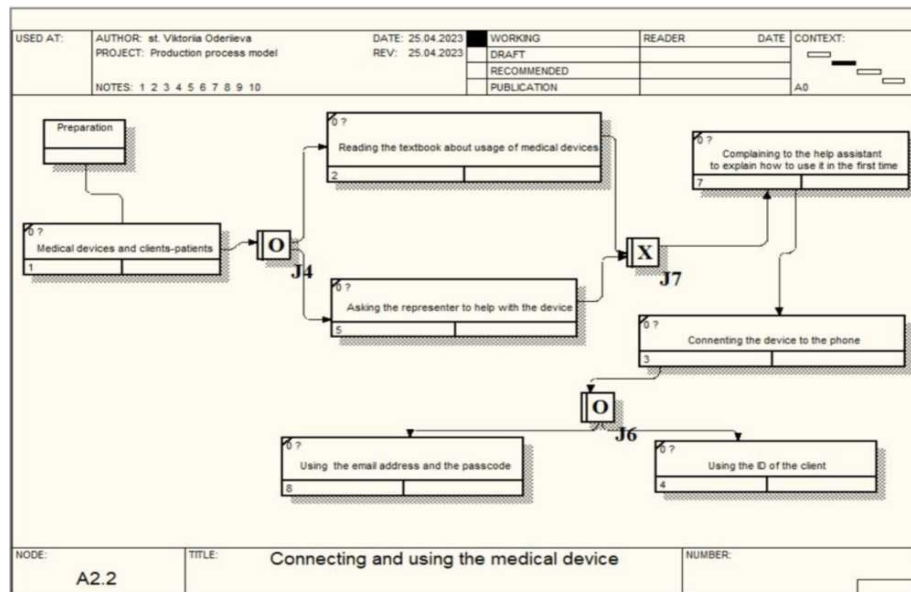 USED AT:
AUTHOR: st. Viktoriia Oderiieva
DATE: 25.04.2023
WORKING
READER
DATE
CONTEXT:
PROJECT: Production process model
REV: 25.04.2023
DRAFT
RECOMMENDED
NOTES: 1 2 3 4 5 6 7 8 9 10
PUBLICATION
A0
Preparation
0 ?
Reading the textbook about usage of medical devices
2
0 ?
Complaining to the help assistant
to explain how to use it in the first time
7
0 ?
Medical devices and clients-patients
1
O
J4
X
J7
0 ?
Asking the representer to help with the device
5
0 ?
Connenting the device to the phone
3
O
J6
0 ?
Using the email address and the passcode
8
0 ?
Using the ID of the client
4
NODE:
TITLE:
Connecting and using the medical device
NUMBER:
A2.2